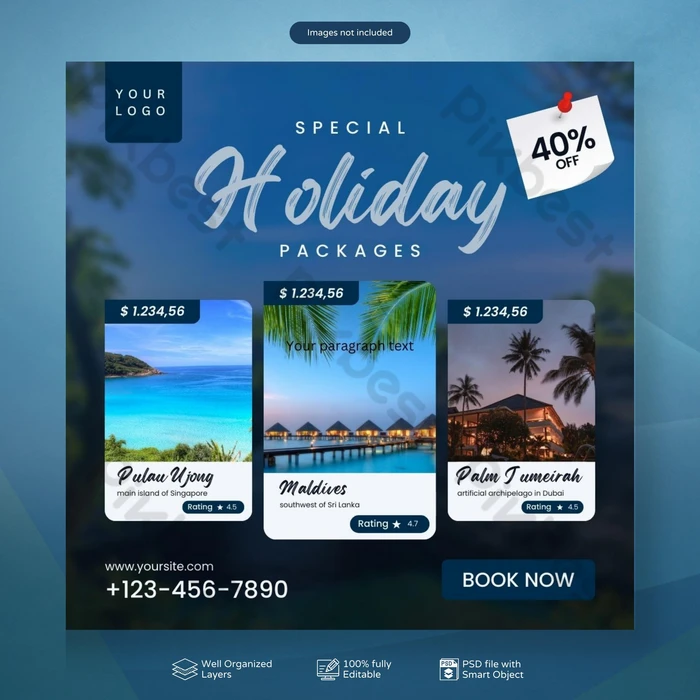 Images not included
YOUR
LOGO
SPECIAL
Holiday
PACKAGES
40%
OFF
$ 1.234,56
$ 1.234,56
$ 1.234,56
Your paragraph text
Pulau Ujong
main island of Singapore
Rating ★ 4.5
Maldives
southwest of Sri Lanka
Rating ★ 4.7
Palm Jumeirah
artificial archipelago in Dubai
Rating ★ 4.5
www.yoursite.com
+123-456-7890
BOOK NOW
Well Organized
Layers
100% fully
Editable
PSD
PSD file with
Smart Object
Pikbest